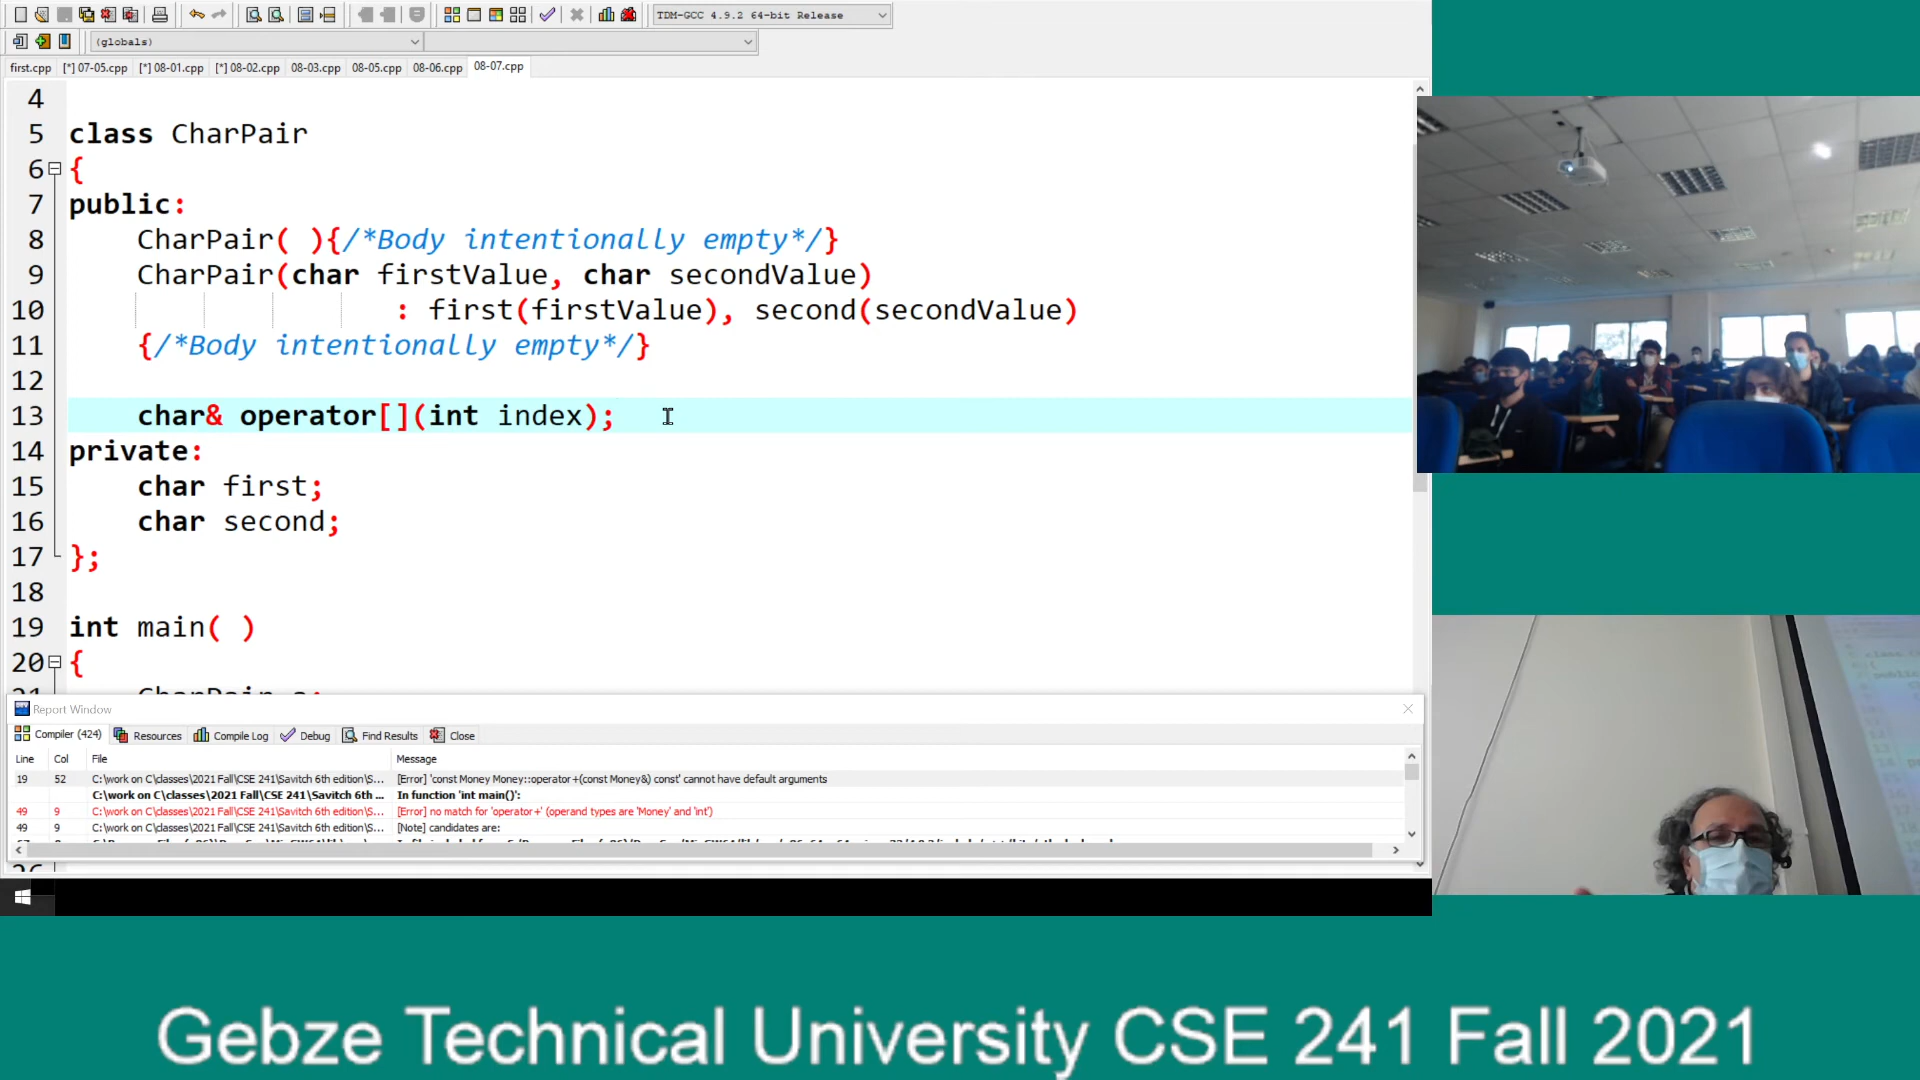 TDM-GCC 4.9.2 64-bit Release
(globals)
first.cpp [*] 07-05.cpp [*] 08-01.cpp [*] 08-02.cpp 08-03.cpp 08-05.cpp 08-06.cpp 08-07.cpp
4
5 class CharPair
6 {
7 public:
8 CharPair( ){/*Body intentionally empty*/}
9 CharPair(char firstValue, char secondValue)
10 : first(firstValue), second(secondValue)
11 {/*Body intentionally empty*/}
12
13 char& operator[](int index);
14 private:
15 char first;
16 char second;
17 };
18
19 int main( )
20 {
21 CharPair a;
Report Window
Compiler (424) Resources Compile Log Debug Find Results Close
Line Col File Message
19 52 C:\work on C\classes\2021 Fall\CSE 241\Savitch 6th edition\S... [Error] 'const Money Money::operator+(const Money&) const' cannot have default arguments
C:\work on C\classes\2021 Fall\CSE 241\Savitch 6th ... In function 'int main()':
49 9 C:\work on C\classes\2021 Fall\CSE 241\Savitch 6th edition\S... [Error] no match for 'operator+' (operand types are 'Money' and 'int')
49 9 C:\work on C\classes\2021 Fall\CSE 241\Savitch 6th edition\S... [Note] candidates are:
26
Gebze Technical University CSE 241 Fall 2021